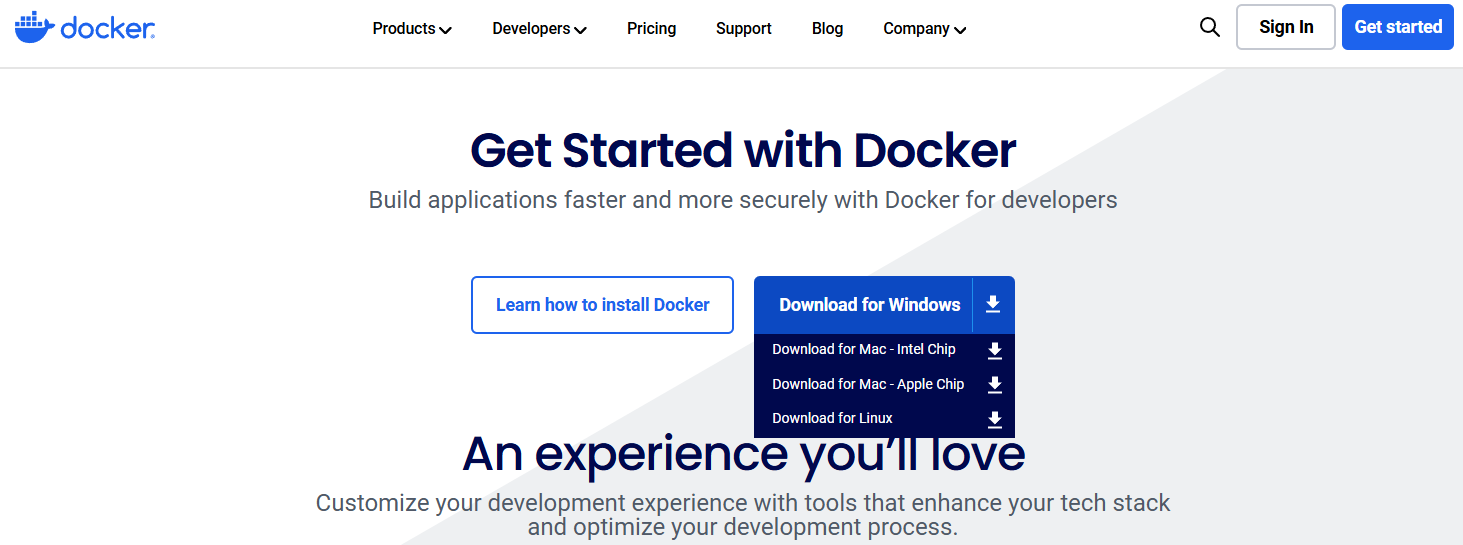 docker
Products Developers Pricing Support Blog Company Sign In Get started
Get Started with Docker
Build applications faster and more securely with Docker for developers
Learn how to install Docker
Download for Windows
Download for Mac - Intel Chip
Download for Mac - Apple Chip
Download for Linux
An experience you'll love
Customize your development experience with tools that enhance your tech stack
and optimize your development process.